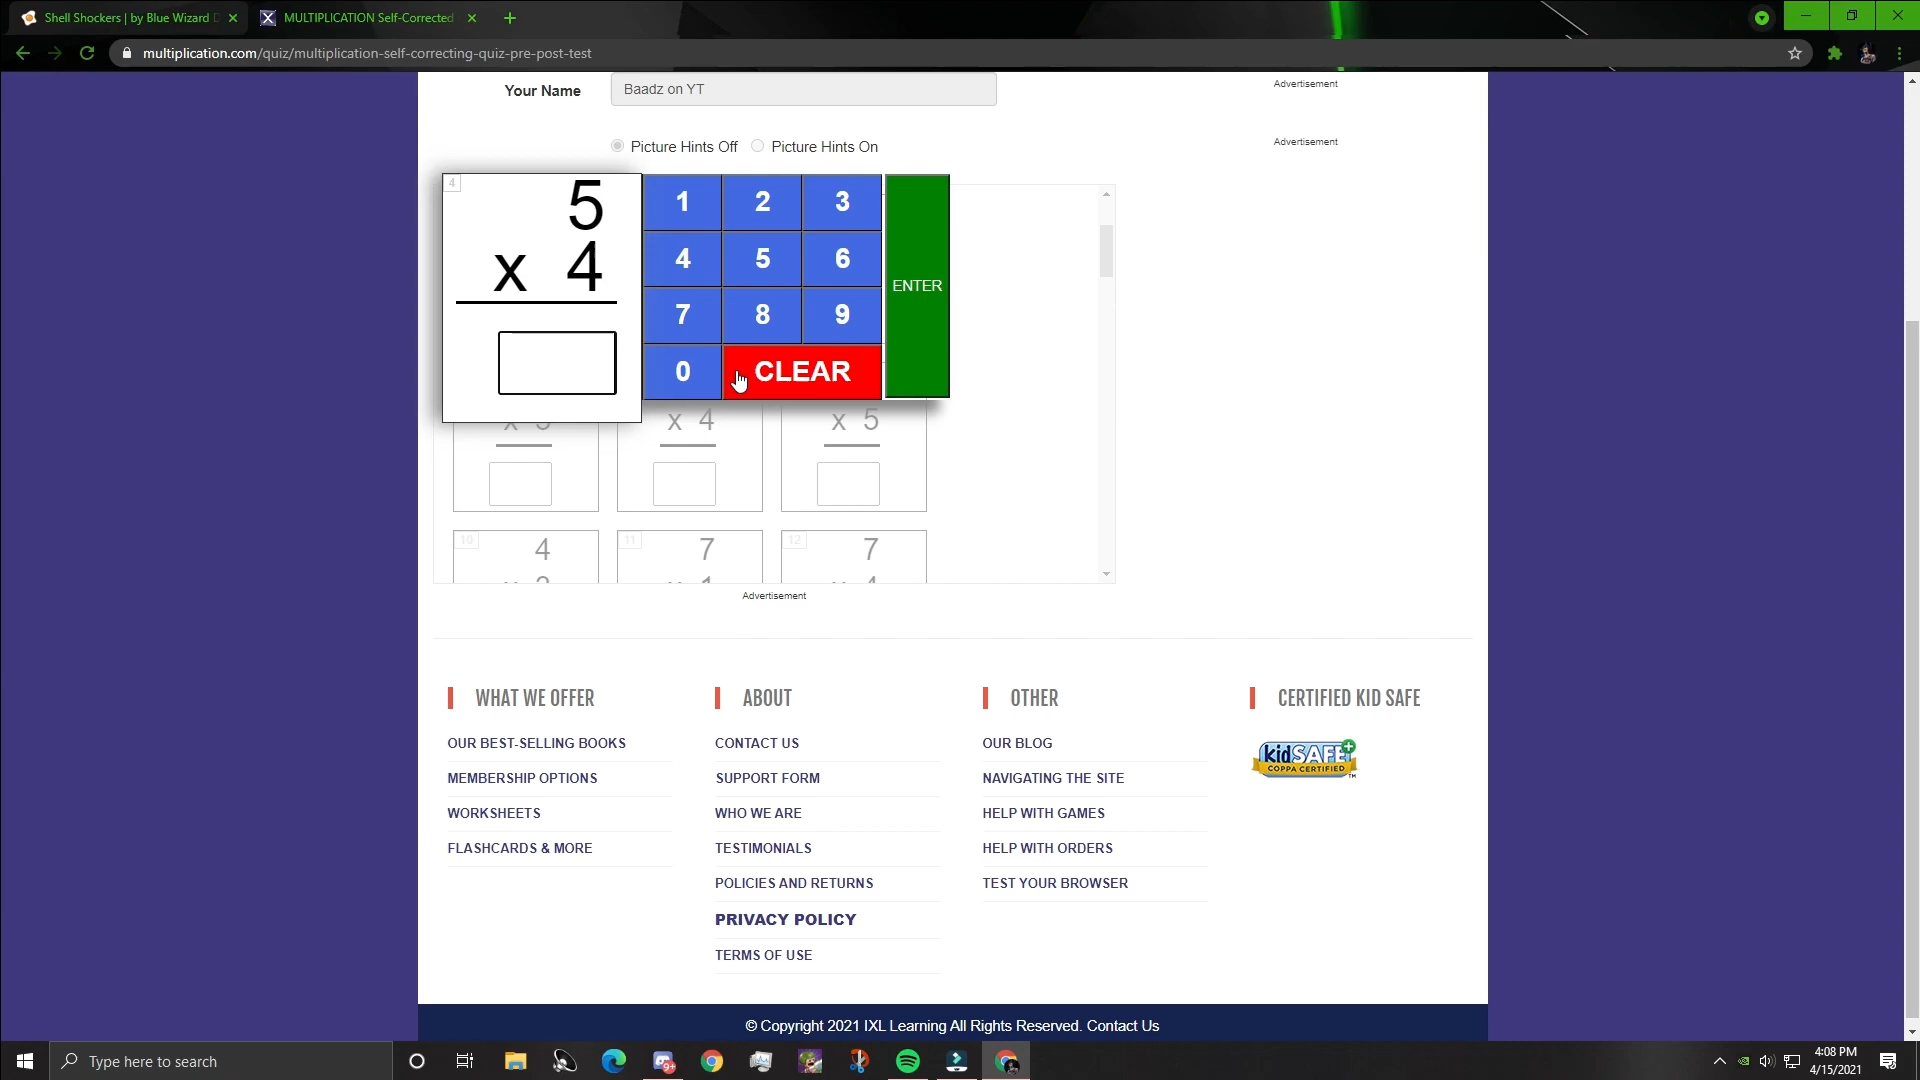 Shell Shockers | by Blue Wizard D
MULTIPLICATION Self-Corrected
multiplication.com/quiz/multiplication-self-correcting-quiz-pre-post-test
Your Name
Baadz on YT
Advertisement
Picture Hints Off
Picture Hints On
Advertisement
4
5
x 4
1 2 3
4 5 6
7 8 9
0 CLEAR
ENTER
x 4
x 5
10
4
11
7
12
7
Advertisement
WHAT WE OFFER
OUR BEST-SELLING BOOKS
MEMBERSHIP OPTIONS
WORKSHEETS
FLASHCARDS & MORE
ABOUT
CONTACT US
SUPPORT FORM
WHO WE ARE
TESTIMONIALS
POLICIES AND RETURNS
PRIVACY POLICY
TERMS OF USE
OTHER
OUR BLOG
NAVIGATING THE SITE
HELP WITH GAMES
HELP WITH ORDERS
TEST YOUR BROWSER
CERTIFIED KID SAFE
kidSAFE
COPPA CERTIFIED
© Copyright 2021 IXL Learning All Rights Reserved. Contact Us
Type here to search
9+
4:08 PM
4/15/2021